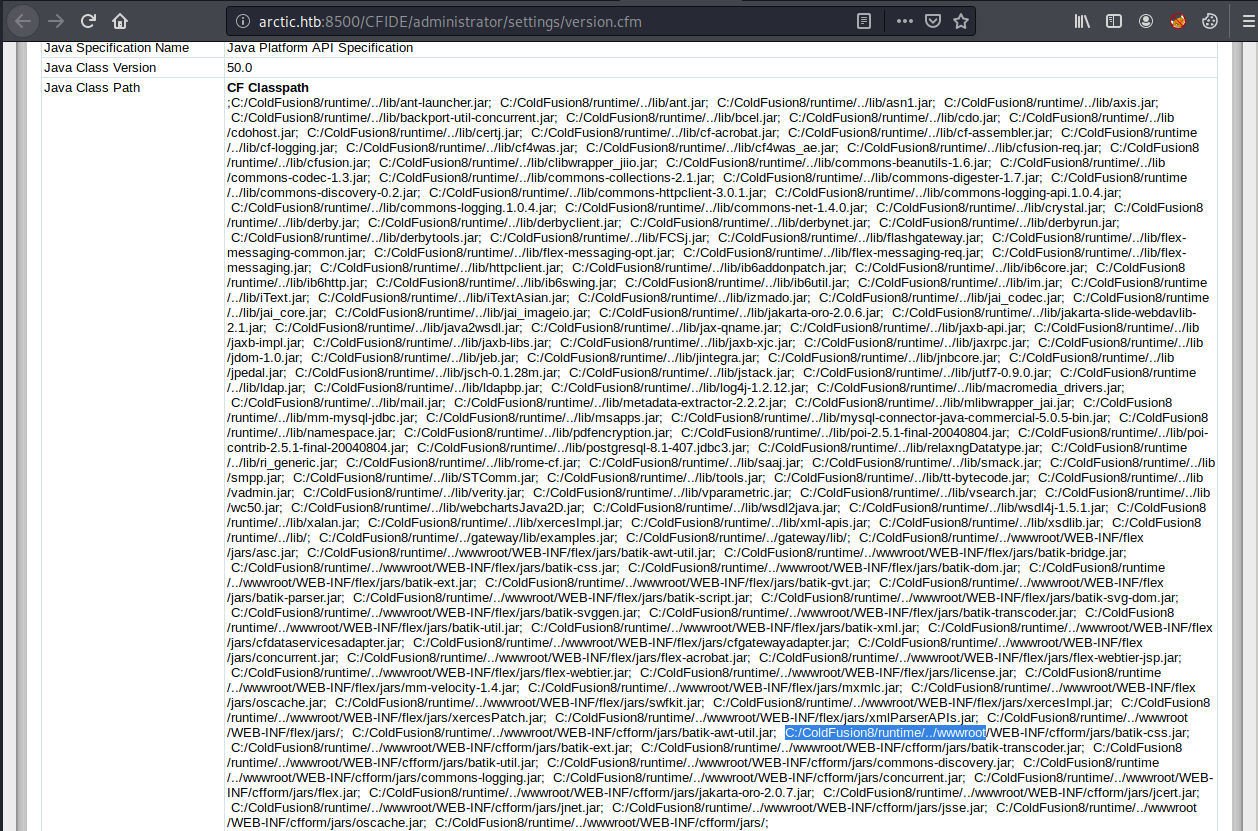 arctic.htb:8500/CFIDE/administrator/settings/version.cfm
Java Specification Name Java Platform API Specification
Java Class Version 50.0
Java Class Path CF Classpath
;C:/ColdFusion8/runtime/../lib/ant-launcher.jar; C:/ColdFusion8/runtime/../lib/ant.jar; C:/ColdFusion8/runtime/../lib/asn1.jar; C:/ColdFusion8/runtime/../lib/axis.jar;
C:/ColdFusion8/runtime/../lib/backport-util-concurrent.jar; C:/ColdFusion8/runtime/../lib/bcel.jar; C:/ColdFusion8/runtime/../lib/cdo.jar; C:/ColdFusion8/runtime/../lib
/cdohost.jar; C:/ColdFusion8/runtime/../lib/certj.jar; C:/ColdFusion8/runtime/../lib/cf-acrobat.jar; C:/ColdFusion8/runtime/../lib/cf-assembler.jar; C:/ColdFusion8/runtime
/../lib/cf-logging.jar; C:/ColdFusion8/runtime/../lib/cf4was.jar; C:/ColdFusion8/runtime/../lib/cf4was_ae.jar; C:/ColdFusion8/runtime/../lib/cfusion-req.jar; C:/ColdFusion8
/runtime/../lib/cfusion.jar; C:/ColdFusion8/runtime/../lib/clibwrapper_jiio.jar; C:/ColdFusion8/runtime/../lib/commons-beanutils-1.6.jar; C:/ColdFusion8/runtime/../lib
/commons-codec-1.3.jar; C:/ColdFusion8/runtime/../lib/commons-collections-2.1.jar; C:/ColdFusion8/runtime/../lib/commons-digester-1.7.jar; C:/ColdFusion8/runtime
/../lib/commons-discovery-0.2.jar; C:/ColdFusion8/runtime/../lib/commons-httpclient-3.0.1.jar; C:/ColdFusion8/runtime/../lib/commons-logging-api.1.0.4.jar;
C:/ColdFusion8/runtime/../lib/commons-logging.1.0.4.jar; C:/ColdFusion8/runtime/../lib/commons-net-1.4.0.jar; C:/ColdFusion8/runtime/../lib/crystal.jar; C:/ColdFusion8
/runtime/../lib/derby.jar; C:/ColdFusion8/runtime/../lib/derbyclient.jar; C:/ColdFusion8/runtime/../lib/derbynet.jar; C:/ColdFusion8/runtime/../lib/derbyrun.jar;
C:/ColdFusion8/runtime/../lib/derbytools.jar; C:/ColdFusion8/runtime/../lib/FCSj.jar; C:/ColdFusion8/runtime/../lib/flashgateway.jar; C:/ColdFusion8/runtime/../lib/flex-
messaging-common.jar; C:/ColdFusion8/runtime/../lib/flex-messaging-opt.jar; C:/ColdFusion8/runtime/../lib/flex-messaging-req.jar; C:/ColdFusion8/runtime/../lib/flex-
messaging.jar; C:/ColdFusion8/runtime/../lib/httpclient.jar; C:/ColdFusion8/runtime/../lib/ib6addonpatch.jar; C:/ColdFusion8/runtime/../lib/ib6core.jar; C:/ColdFusion8
/runtime/../lib/ib6http.jar; C:/ColdFusion8/runtime/../lib/ib6swing.jar; C:/ColdFusion8/runtime/../lib/ib6util.jar; C:/ColdFusion8/runtime/../lib/im.jar; C:/ColdFusion8/runtime
/../lib/iText.jar; C:/ColdFusion8/runtime/../lib/iTextAsian.jar; C:/ColdFusion8/runtime/../lib/izmado.jar; C:/ColdFusion8/runtime/../lib/jai_codec.jar; C:/ColdFusion8/runtime
/../lib/jai_core.jar; C:/ColdFusion8/runtime/../lib/jai_imageio.jar; C:/ColdFusion8/runtime/../lib/jakarta-oro-2.0.6.jar; C:/ColdFusion8/runtime/../lib/jakarta-slide-webdavlib-
2.1.jar; C:/ColdFusion8/runtime/../lib/java2wsdl.jar; C:/ColdFusion8/runtime/../lib/jax-qname.jar; C:/ColdFusion8/runtime/../lib/jaxb-api.jar; C:/ColdFusion8/runtime/../lib
/jaxb-impl.jar; C:/ColdFusion8/runtime/../lib/jaxb-libs.jar; C:/ColdFusion8/runtime/../lib/jaxb-xjc.jar; C:/ColdFusion8/runtime/../lib/jaxrpc.jar; C:/ColdFusion8/runtime/../lib
/jdom-1.0.jar; C:/ColdFusion8/runtime/../lib/jeb.jar; C:/ColdFusion8/runtime/../lib/jintegra.jar; C:/ColdFusion8/runtime/../lib/jnbcore.jar; C:/ColdFusion8/runtime/../lib
/jpedal.jar; C:/ColdFusion8/runtime/../lib/jsch-0.1.28m.jar; C:/ColdFusion8/runtime/../lib/jstack.jar; C:/ColdFusion8/runtime/../lib/jutf7-0.9.0.jar; C:/ColdFusion8/runtime
/../lib/ldap.jar; C:/ColdFusion8/runtime/../lib/ldapbp.jar; C:/ColdFusion8/runtime/../lib/log4j-1.2.12.jar; C:/ColdFusion8/runtime/../lib/macromedia_drivers.jar;
C:/ColdFusion8/runtime/../lib/mail.jar; C:/ColdFusion8/runtime/../lib/metadata-extractor-2.2.2.jar; C:/ColdFusion8/runtime/../lib/mlibwrapper_jai.jar; C:/ColdFusion8
/runtime/../lib/mm-mysql-jdbc.jar; C:/ColdFusion8/runtime/../lib/msapps.jar; C:/ColdFusion8/runtime/../lib/mysql-connector-java-commercial-5.0.5-bin.jar; C:/ColdFusion8
/runtime/../lib/namespace.jar; C:/ColdFusion8/runtime/../lib/pdfencryption.jar; C:/ColdFusion8/runtime/../lib/poi-2.5.1-final-20040804.jar; C:/ColdFusion8/runtime/../lib/poi-
contrib-2.5.1-final-20040804.jar; C:/ColdFusion8/runtime/../lib/postgresql-8.1-407.jdbc3.jar; C:/ColdFusion8/runtime/../lib/relaxngDatatype.jar; C:/ColdFusion8/runtime
/../lib/ri_generic.jar; C:/ColdFusion8/runtime/../lib/rome-cf.jar; C:/ColdFusion8/runtime/../lib/saaj.jar; C:/ColdFusion8/runtime/../lib/smack.jar; C:/ColdFusion8/runtime/../lib
/smpp.jar; C:/ColdFusion8/runtime/../lib/STComm.jar; C:/ColdFusion8/runtime/../lib/tools.jar; C:/ColdFusion8/runtime/../lib/tt-bytecode.jar; C:/ColdFusion8/runtime/../lib
/vadmin.jar; C:/ColdFusion8/runtime/../lib/verity.jar; C:/ColdFusion8/runtime/../lib/vparametric.jar; C:/ColdFusion8/runtime/../lib/vsearch.jar; C:/ColdFusion8/runtime/../lib
/wc50.jar; C:/ColdFusion8/runtime/../lib/webchartsJava2D.jar; C:/ColdFusion8/runtime/../lib/wsdl2java.jar; C:/ColdFusion8/runtime/../lib/wsdl4j-1.5.1.jar; C:/ColdFusion8
/runtime/../lib/xalan.jar; C:/ColdFusion8/runtime/../lib/xercesImpl.jar; C:/ColdFusion8/runtime/../lib/xml-apis.jar; C:/ColdFusion8/runtime/../lib/xsdlib.jar; C:/ColdFusion8
/runtime/../lib/; C:/ColdFusion8/runtime/../gateway/lib/examples.jar; C:/ColdFusion8/runtime/../gateway/lib/; C:/ColdFusion8/runtime/../wwwroot/WEB-INF/flex
/jars/asc.jar; C:/ColdFusion8/runtime/../wwwroot/WEB-INF/flex/jars/batik-awt-util.jar; C:/ColdFusion8/runtime/../wwwroot/WEB-INF/flex/jars/batik-bridge.jar;
C:/ColdFusion8/runtime/../wwwroot/WEB-INF/flex/jars/batik-css.jar; C:/ColdFusion8/runtime/../wwwroot/WEB-INF/flex/jars/batik-dom.jar; C:/ColdFusion8/runtime
/../wwwroot/WEB-INF/flex/jars/batik-ext.jar; C:/ColdFusion8/runtime/../wwwroot/WEB-INF/flex/jars/batik-gvt.jar; C:/ColdFusion8/runtime/../wwwroot/WEB-INF/flex
/jars/batik-parser.jar; C:/ColdFusion8/runtime/../wwwroot/WEB-INF/flex/jars/batik-script.jar; C:/ColdFusion8/runtime/../wwwroot/WEB-INF/flex/jars/batik-svg-dom.jar;
C:/ColdFusion8/runtime/../wwwroot/WEB-INF/flex/jars/batik-svggen.jar; C:/ColdFusion8/runtime/../wwwroot/WEB-INF/flex/jars/batik-transcoder.jar; C:/ColdFusion8
/runtime/../wwwroot/WEB-INF/flex/jars/batik-util.jar; C:/ColdFusion8/runtime/../wwwroot/WEB-INF/flex/jars/batik-xml.jar; C:/ColdFusion8/runtime/../wwwroot/WEB-INF/flex
/jars/cfdataservicesadapter.jar; C:/ColdFusion8/runtime/../wwwroot/WEB-INF/flex/jars/cfgatewayadapter.jar; C:/ColdFusion8/runtime/../wwwroot/WEB-INF/flex
/jars/concurrent.jar; C:/ColdFusion8/runtime/../wwwroot/WEB-INF/flex/jars/flex-acrobat.jar; C:/ColdFusion8/runtime/../wwwroot/WEB-INF/flex/jars/flex-webtier-jsp.jar;
C:/ColdFusion8/runtime/../wwwroot/WEB-INF/flex/jars/flex-webtier.jar; C:/ColdFusion8/runtime/../wwwroot/WEB-INF/flex/jars/license.jar; C:/ColdFusion8/runtime
/../wwwroot/WEB-INF/flex/jars/mm-velocity-1.4.jar; C:/ColdFusion8/runtime/../wwwroot/WEB-INF/flex/jars/mxmlc.jar; C:/ColdFusion8/runtime/../wwwroot/WEB-INF/flex
/jars/oscache.jar; C:/ColdFusion8/runtime/../wwwroot/WEB-INF/flex/jars/swfkit.jar; C:/ColdFusion8/runtime/../wwwroot/WEB-INF/flex/jars/xercesImpl.jar; C:/ColdFusion8
/runtime/../wwwroot/WEB-INF/flex/jars/xercesPatch.jar; C:/ColdFusion8/runtime/../wwwroot/WEB-INF/flex/jars/xmlParserAPIs.jar; C:/ColdFusion8/runtime/../wwwroot
/WEB-INF/flex/jars/; C:/ColdFusion8/runtime/../wwwroot/WEB-INF/cfform/jars/batik-awt-util.jar; C:/ColdFusion8/runtime/../wwwroot/WEB-INF/cfform/jars/batik-css.jar;
C:/ColdFusion8/runtime/../wwwroot/WEB-INF/cfform/jars/batik-ext.jar; C:/ColdFusion8/runtime/../wwwroot/WEB-INF/cfform/jars/batik-transcoder.jar; C:/ColdFusion8
/runtime/../wwwroot/WEB-INF/cfform/jars/batik-util.jar; C:/ColdFusion8/runtime/../wwwroot/WEB-INF/cfform/jars/commons-discovery.jar; C:/ColdFusion8/runtime
/../wwwroot/WEB-INF/cfform/jars/commons-logging.jar; C:/ColdFusion8/runtime/../wwwroot/WEB-INF/cfform/jars/concurrent.jar; C:/ColdFusion8/runtime/../wwwroot/WEB-
INF/cfform/jars/flex.jar; C:/ColdFusion8/runtime/../wwwroot/WEB-INF/cfform/jars/jakarta-oro-2.0.7.jar; C:/ColdFusion8/runtime/../wwwroot/WEB-INF/cfform/jars/jcert.jar;
C:/ColdFusion8/runtime/../wwwroot/WEB-INF/cfform/jars/jnet.jar; C:/ColdFusion8/runtime/../wwwroot/WEB-INF/cfform/jars/jsse.jar; C:/ColdFusion8/runtime/../wwwroot
/WEB-INF/cfform/jars/oscache.jar; C:/ColdFusion8/runtime/../wwwroot/WEB-INF/cfform/jars/;